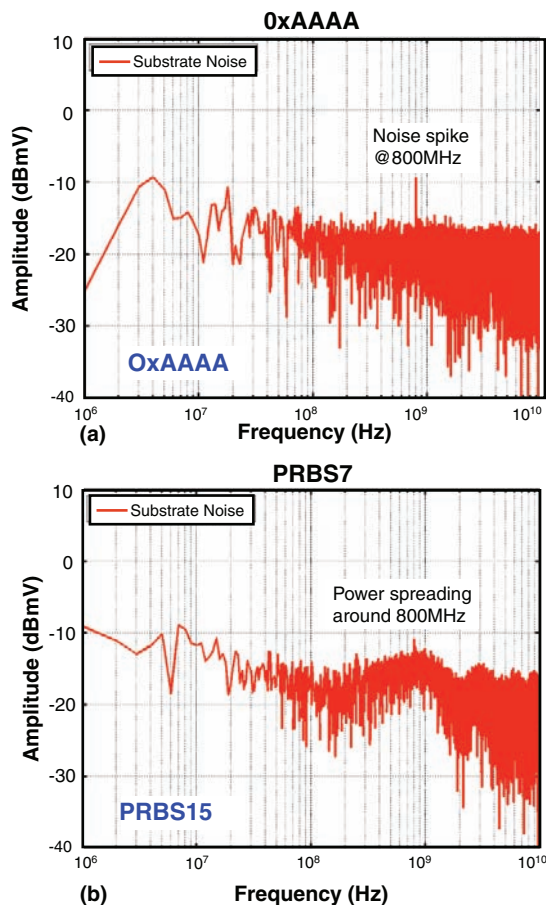 0xAAAA
Substrate Noise
Noise spike
@800MHz
Amplitude (dBmV)
10
0
-10
-20
-30
-40
OxAAAA
10⁶ 10⁷ 10⁸ 10⁹ 10¹⁰
(a) Frequency (Hz)
PRBS7
Substrate Noise
Power spreading
around 800MHz
Amplitude (dBmV)
10
0
-10
-20
-30
-40
PRBS15
10⁶ 10⁷ 10⁸ 10⁹ 10¹⁰
(b) Frequency (Hz)